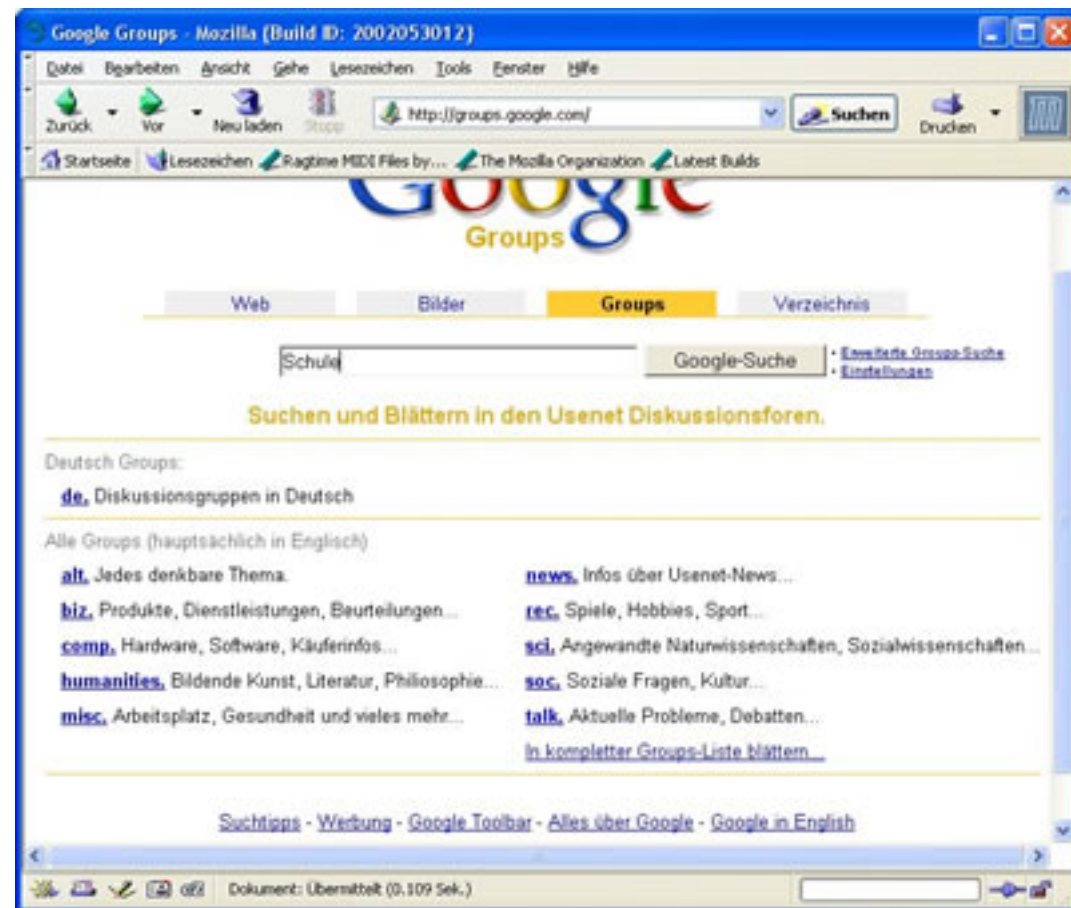 Google Groups - Mozilla {Build ID: 2002053012}
Datei Bearbeiten Ansicht Gehe Lesezeichen Tools Fenster Hilfe
Zurück Vor Neu laden Stopp http://groups.google.com/ Suchen Drucken
Startseite Lesezeichen Ragtime MIDI Files by... The Mozilla Organization Latest Builds
Google
Groups
Web Bilder Groups Verzeichnis
Schule Google-Suche • Erweiterte Groups-Suche
• Einstellungen
Suchen und Blättern in den Usenet Diskussionsforen.
Deutsch Groups:
de. Diskussionsgruppen in Deutsch
Alle Groups (hauptsächlich in Englisch)
alt. Jedes denkbare Thema. news. Infos über Usenet-News...
biz. Produkte, Dienstleistungen, Beurteilungen... rec. Spiele, Hobbies, Sport...
comp. Hardware, Software, Käuferinfos... sci. Angewandte Naturwissenschaften, Sozialwissenschaften...
humanities. Bildende Kunst, Literatur, Philiosophie... soc. Soziale Fragen, Kultur...
misc. Arbeitsplatz, Gesundheit und vieles mehr... talk. Aktuelle Probleme, Debatten...
In kompletter Groups-Liste blättern...
Suchtipps - Werbung - Google Toolbar - Alles über Google - Google in English
Dokument: Übermittelt (0.109 Sek.)